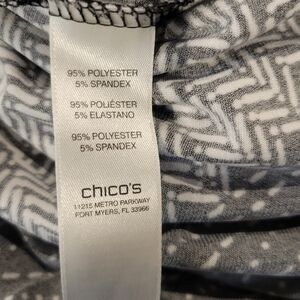 95% POLYESTER
5% SPANDEX
95% POLIÉSTER
5% ELASTANO
95% POLYESTER
5% SPANDEX
chico's
11215 METRO PARKWAY
FORT MYERS, FL 33966